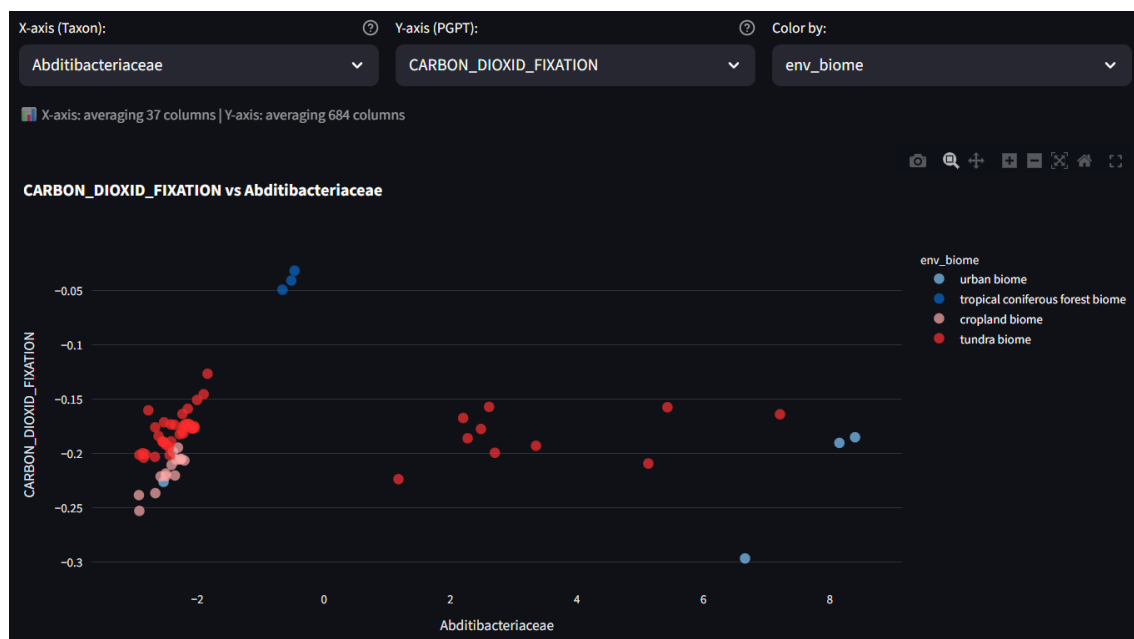 X-axis (Taxon):
Y-axis (PGPT):
Color by:
Abditibacteriaceae
CARBON_DIOXID_FIXATION
env_biome
X-axis: averaging 37 columns | Y-axis: averaging 684 columns
CARBON_DIOXID_FIXATION vs Abditibacteriaceae
env_biome
urban biome
tropical coniferous forest biome
cropland biome
tundra biome
CARBON_DIOXID_FIXATION
−0.05
−0.1
−0.15
−0.2
−0.25
−0.3
−2
0
2
4
6
8
Abditibacteriaceae